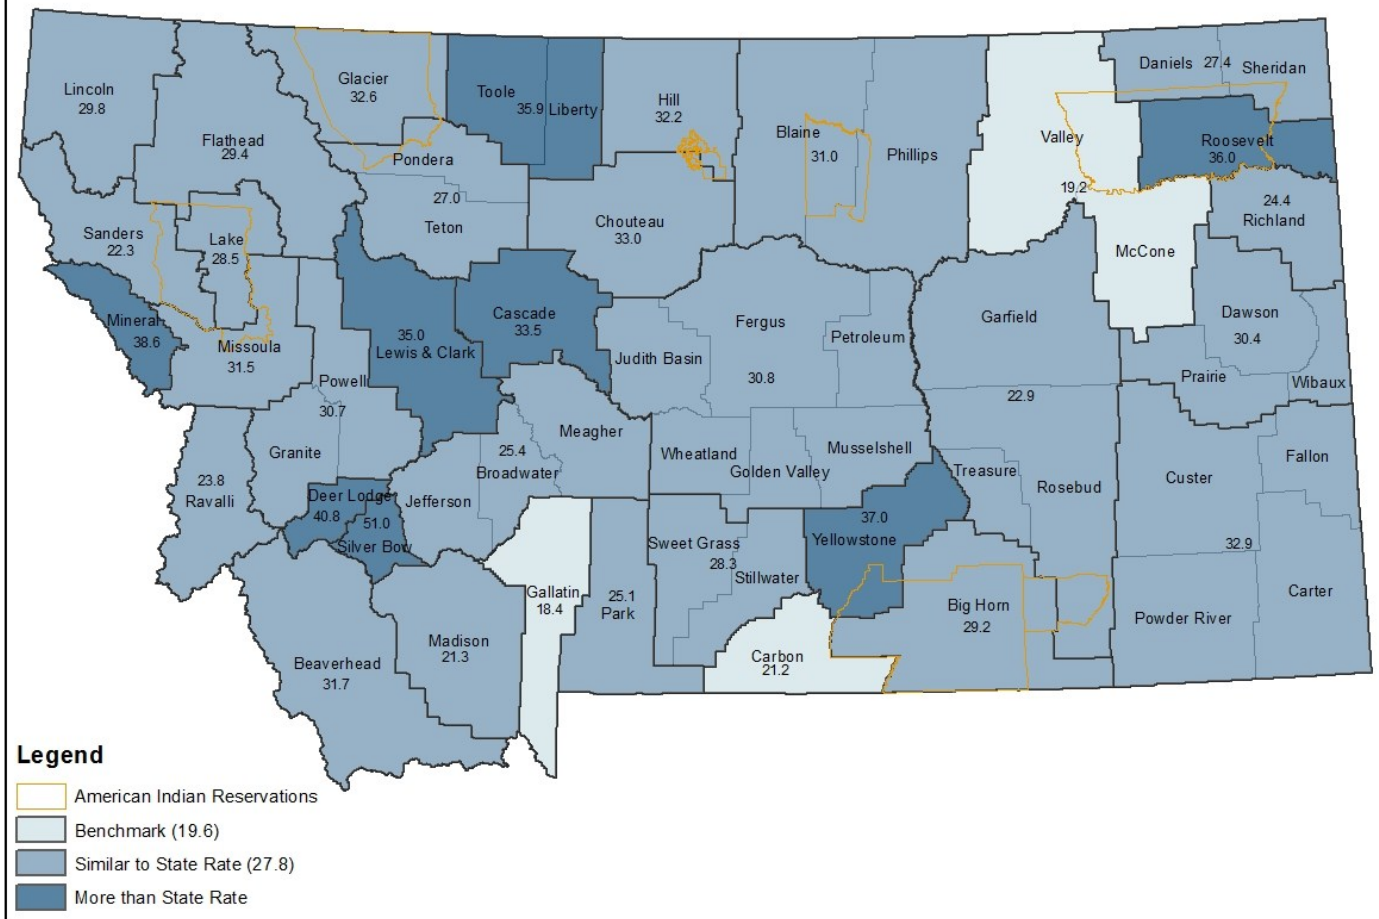 Lincoln
29.8
Flathead
29.4
Glacier
32.6
Pondera
27.0
Teton
Toole
35.9
Liberty
Hill
32.2
Chouteau
33.0
Blaine
31.0
Phillips
Valley
19.2
McCone
Daniels
27.4
Sheridan
Roosevelt
36.0
24.4
Richland
Sanders
22.3
Lake
28.5
Mineral
38.6
Missoula
31.5
Powell
30.7
Granite
35.0
Lewis & Clark
Cascade
33.5
Judith Basin
Fergus
30.8
Petroleum
Garfield
22.9
Dawson
30.4
Prairie
Wibaux
23.8
Ravalli
Deer Lodge
40.8
51.0
Silver Bow
Jefferson
25.4
Broadwater
Meagher
Wheatland
Golden Valley
Musselshell
Treasure
Rosebud
Custer
Fallon
32.9
Powder River
Carter
Sweet Grass
28.3
Stillwater
37.0
Yellowstone
Big Horn
29.2
Carbon
21.2
25.1
Park
Gallatin
18.4
Madison
21.3
Beaverhead
31.7
Legend
American Indian Reservations
Benchmark (19.6)
Similar to State Rate (27.8)
More than State Rate